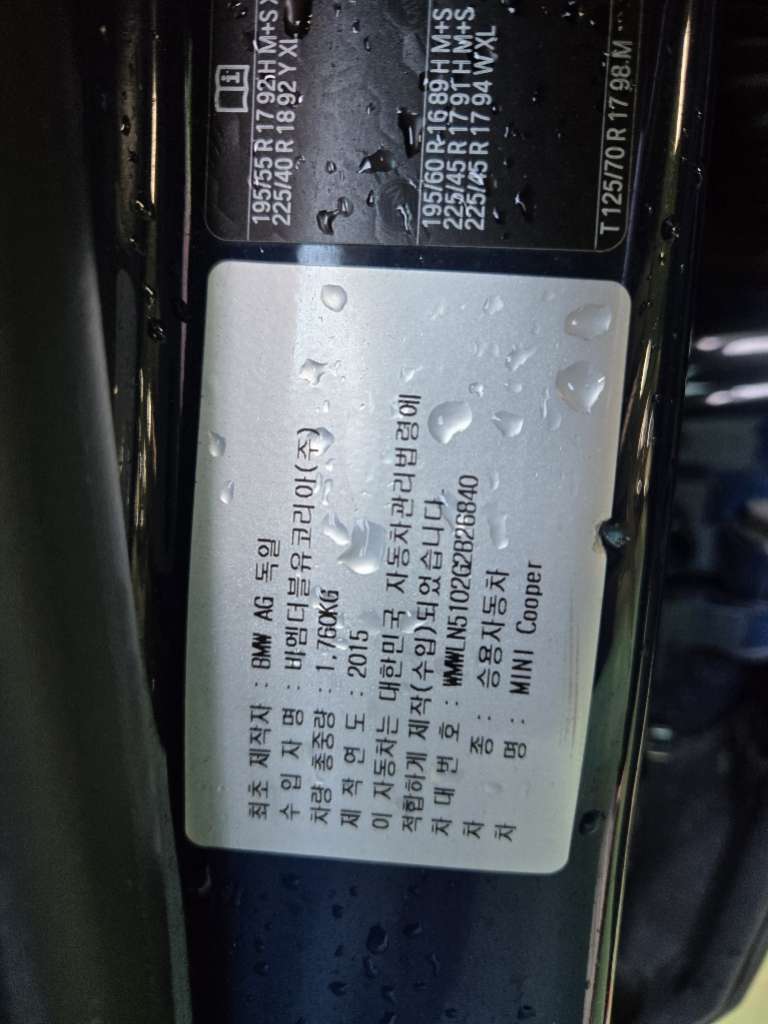 195/55 R 17 92 H M+S X
225/40 R 18 92 Y XL
195/60 R 16 89 H M+S
225/45 R 17 91 H M+S
225/45 R 17 94 W XL
T 125/70 R 17 98 M
최초 제작자 : BMW AG 독일
수 입 자 명 : 비엠더블유코리아(주)
차량 총중량 : 1,760KG
제 작 연 도 : 2015
이 자동차는 대한민국 자동차관리법령에
적합하게 제작(수입)되었습니다
차 대 번 호 : WMWLN5102G2B26840
차 종 : 승용자동차
차 명 : MINI Cooper